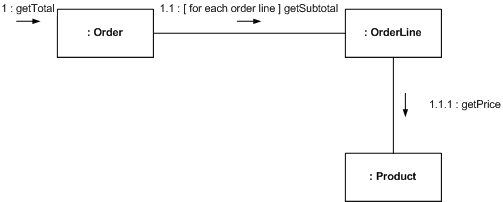 1 : getTotal
1.1 : [ for each order line ] getSubtotal
: Order
: OrderLine
1.1.1 : getPrice
: Product